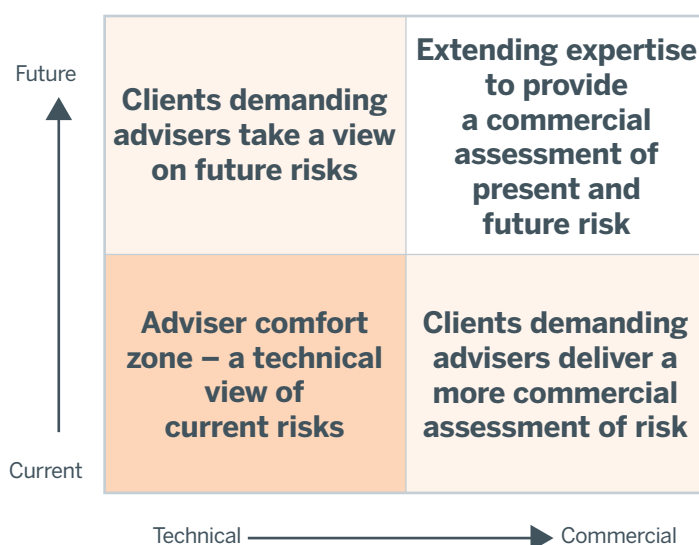 Future
Clients demanding
advisers take a view
on future risks
Extending expertise
to provide
a commercial
assessment of
present and
future risk
Adviser comfort
zone – a technical
view of
current risks
Clients demanding
advisers deliver a
more commercial
assessment of risk
Current
Technical
Commercial